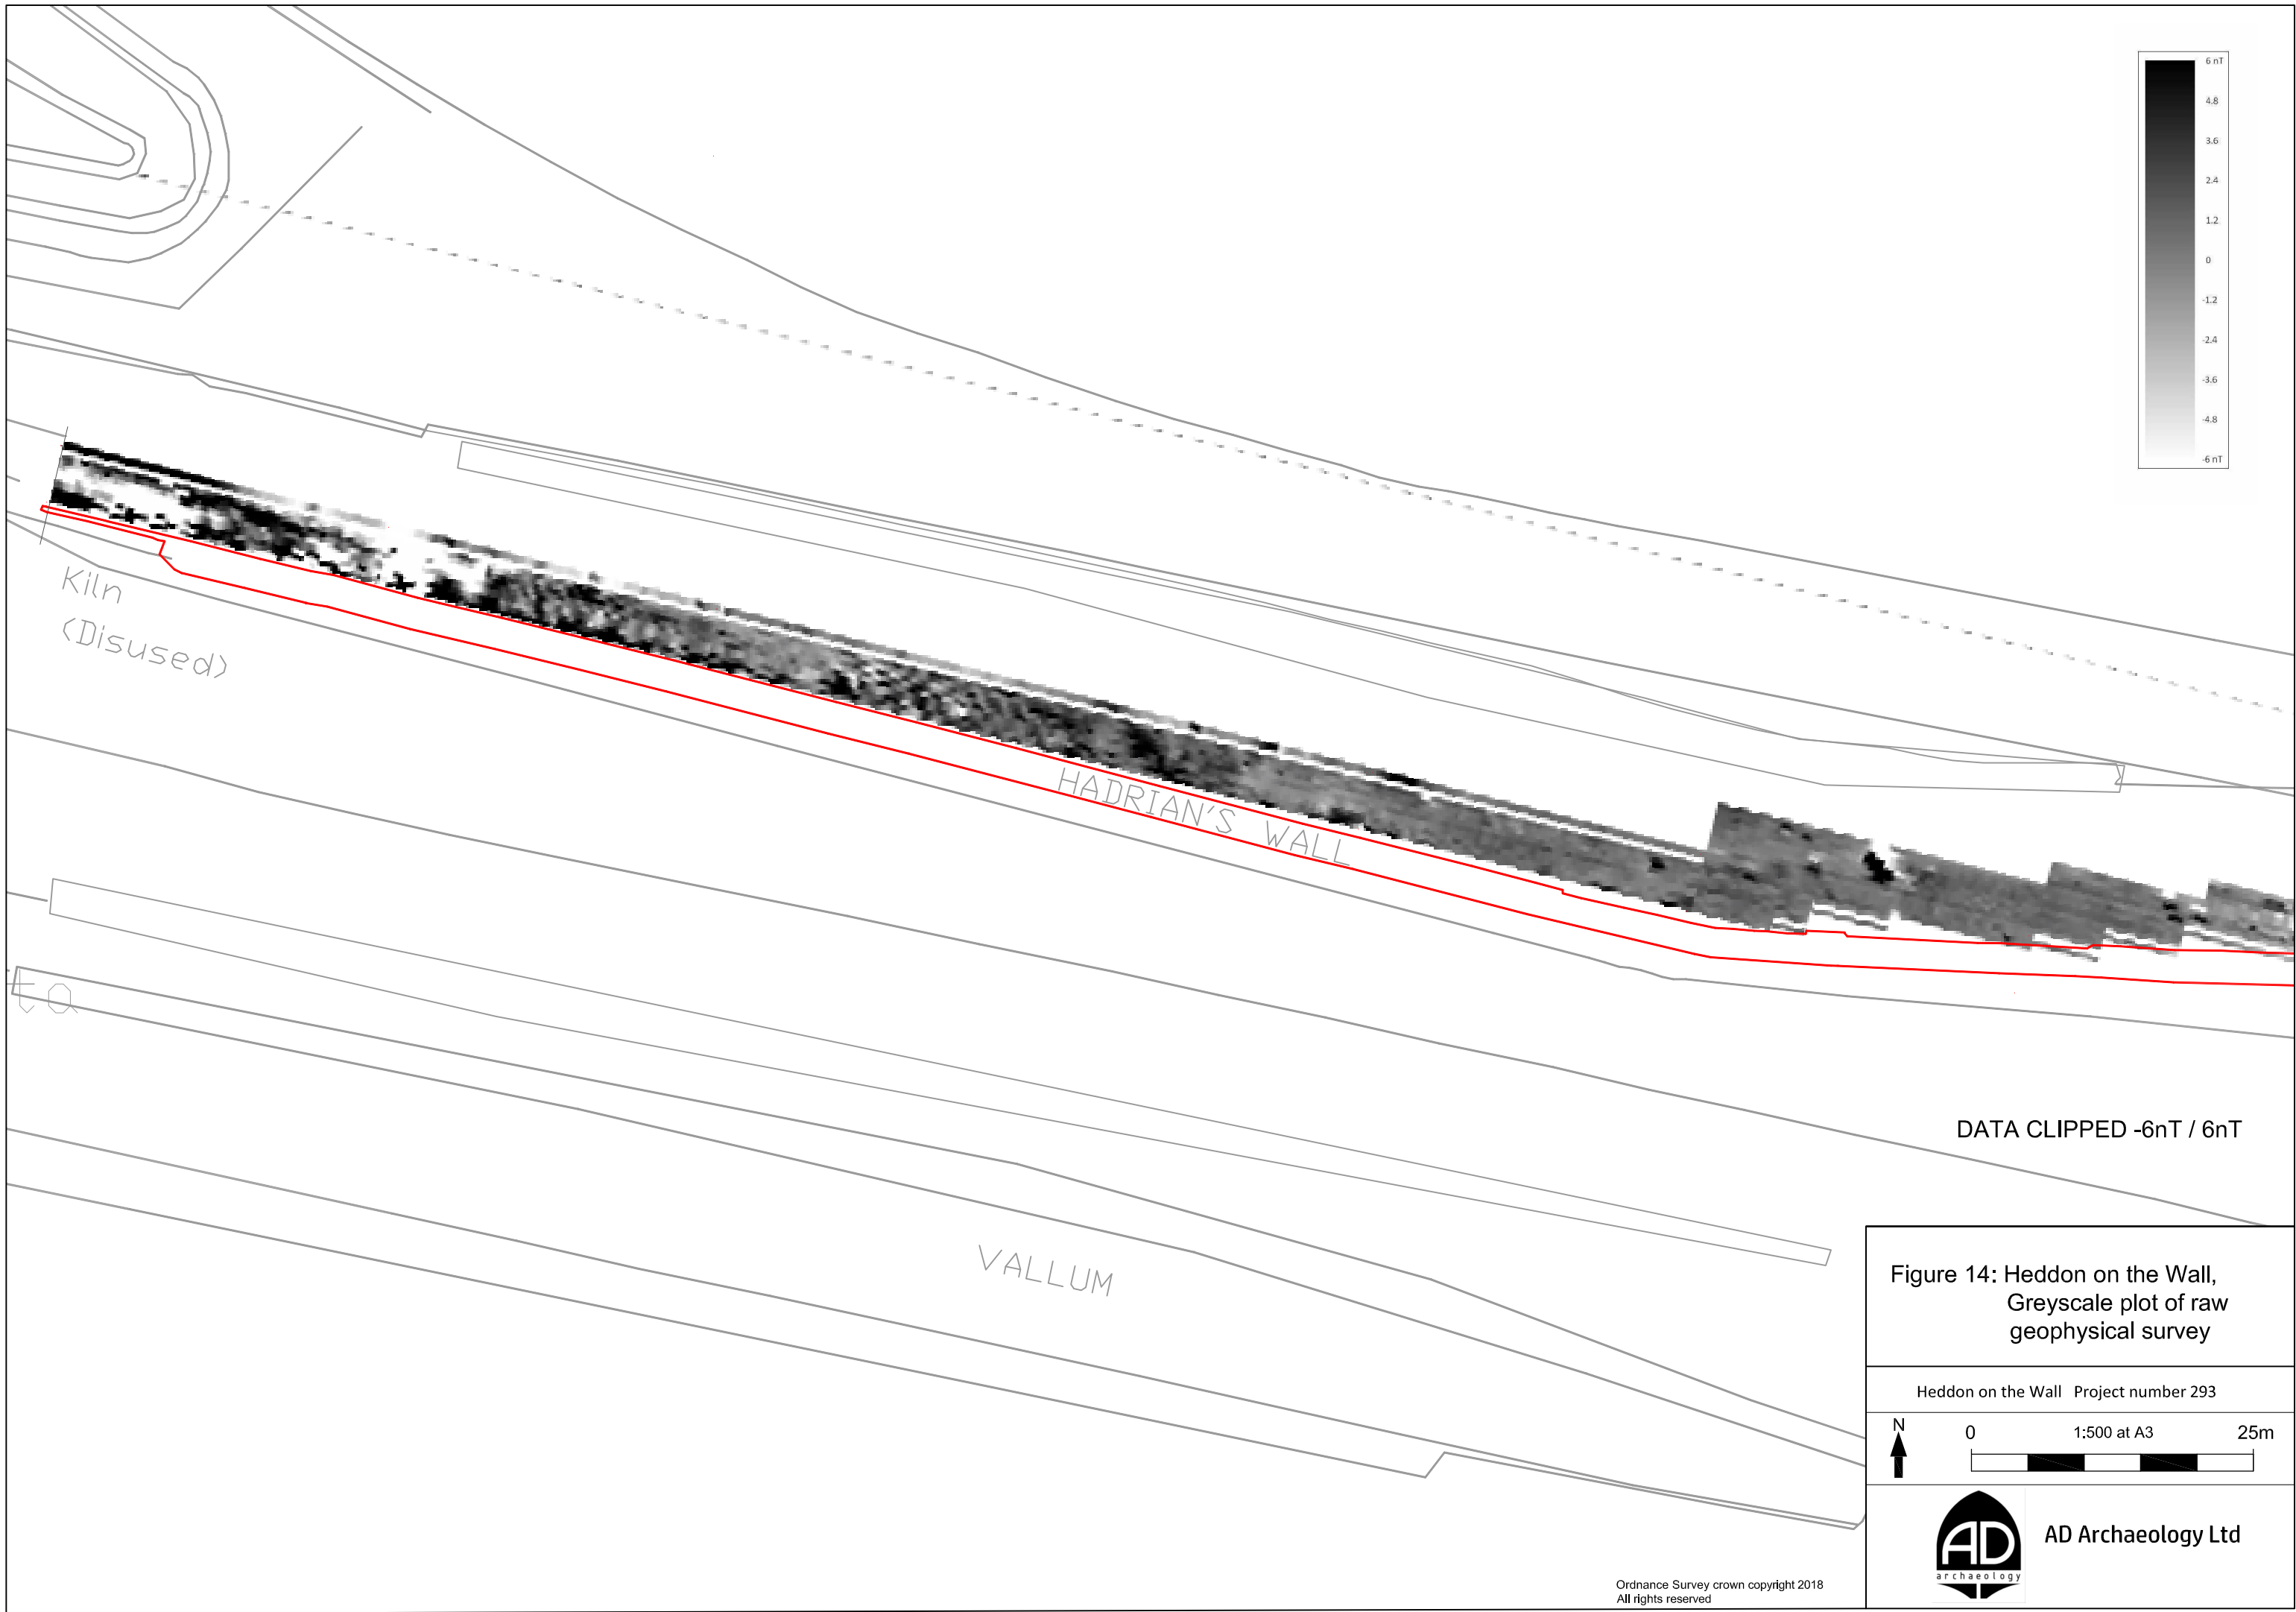 6 nT
4.8
3.6
2.4
1.2
0
-1.2
-2.4
-3.6
-4.8
-6 nT
Kiln
(Disused)
HADRIAN'S WALL
ta
VALLUM
DATA CLIPPED -6nT / 6nT
Figure 14: Heddon on the Wall,
Greyscale plot of raw
geophysical survey
Heddon on the Wall Project number 293
N
0 1:500 at A3 25m
AD
archaeology
AD Archaeology Ltd
Ordnance Survey crown copyright 2018
All rights reserved